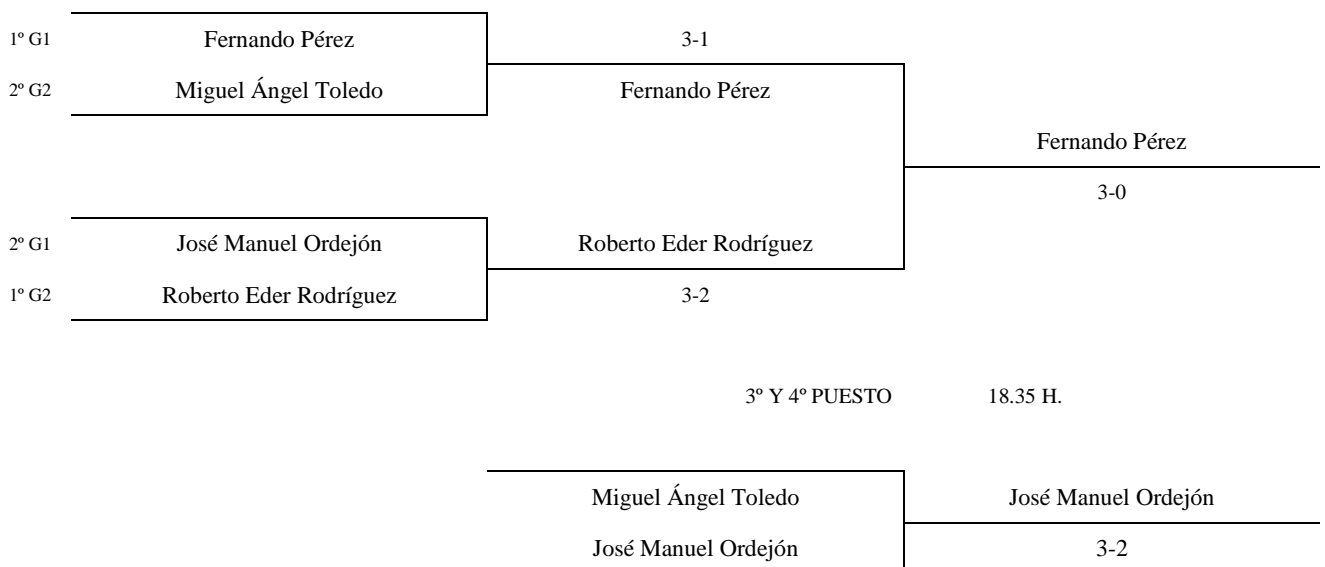 1º G1 Fernando Pérez 3-1
2º G2 Miguel Ángel Toledo Fernando Pérez
Fernando Pérez
3-0
2º G1 José Manuel Ordejón Roberto Eder Rodríguez
1º G2 Roberto Eder Rodríguez 3-2
3º Y 4º PUESTO 18.35 H.
Miguel Ángel Toledo José Manuel Ordejón
José Manuel Ordejón 3-2